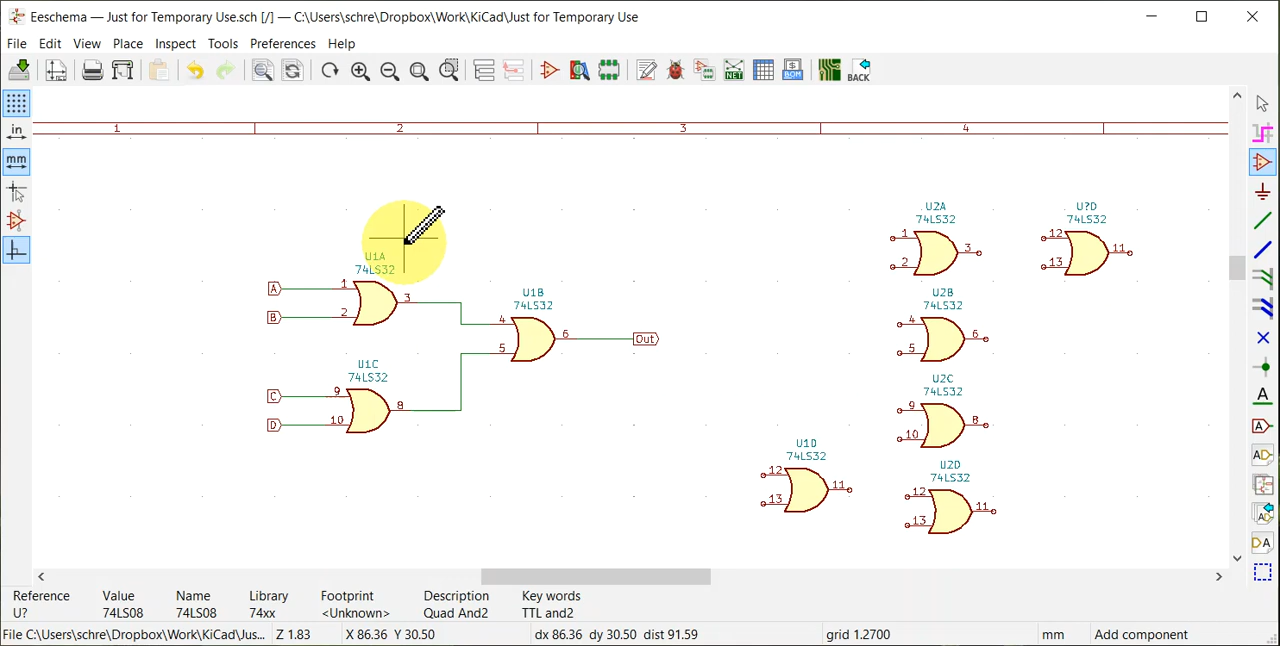 Eeschema — Just for Temporary Use.sch [/] — C:\Users\schre\Dropbox\Work\KiCad\Just for Temporary Use
File Edit View Place Inspect Tools Preferences Help
NET $ BOM BACK
in
mm
1 2 3 4
U1A
74LS32
A 1 3
B 2
U1B
74LS32
4 6 Out
5
U1C
74LS32
C 9 8
D 10
U2A
74LS32
1 3
2
U?D
74LS32
12 11
13
U2B
74LS32
4 6
5
U2C
74LS32
9 8
10
U1D
74LS32
12 11
13
U2D
74LS32
12 11
13
A
A
AD
AD
DA
Reference Value Name Library Footprint Description Key words
U? 74LS08 74LS08 74xx <Unknown> Quad And2 TTL and2
File C:\Users\schre\Dropbox\Work\KiCad\Jus... Z 1.83 X 86.36 Y 30.50 dx 86.36 dy 30.50 dist 91.59 grid 1.2700 mm Add component